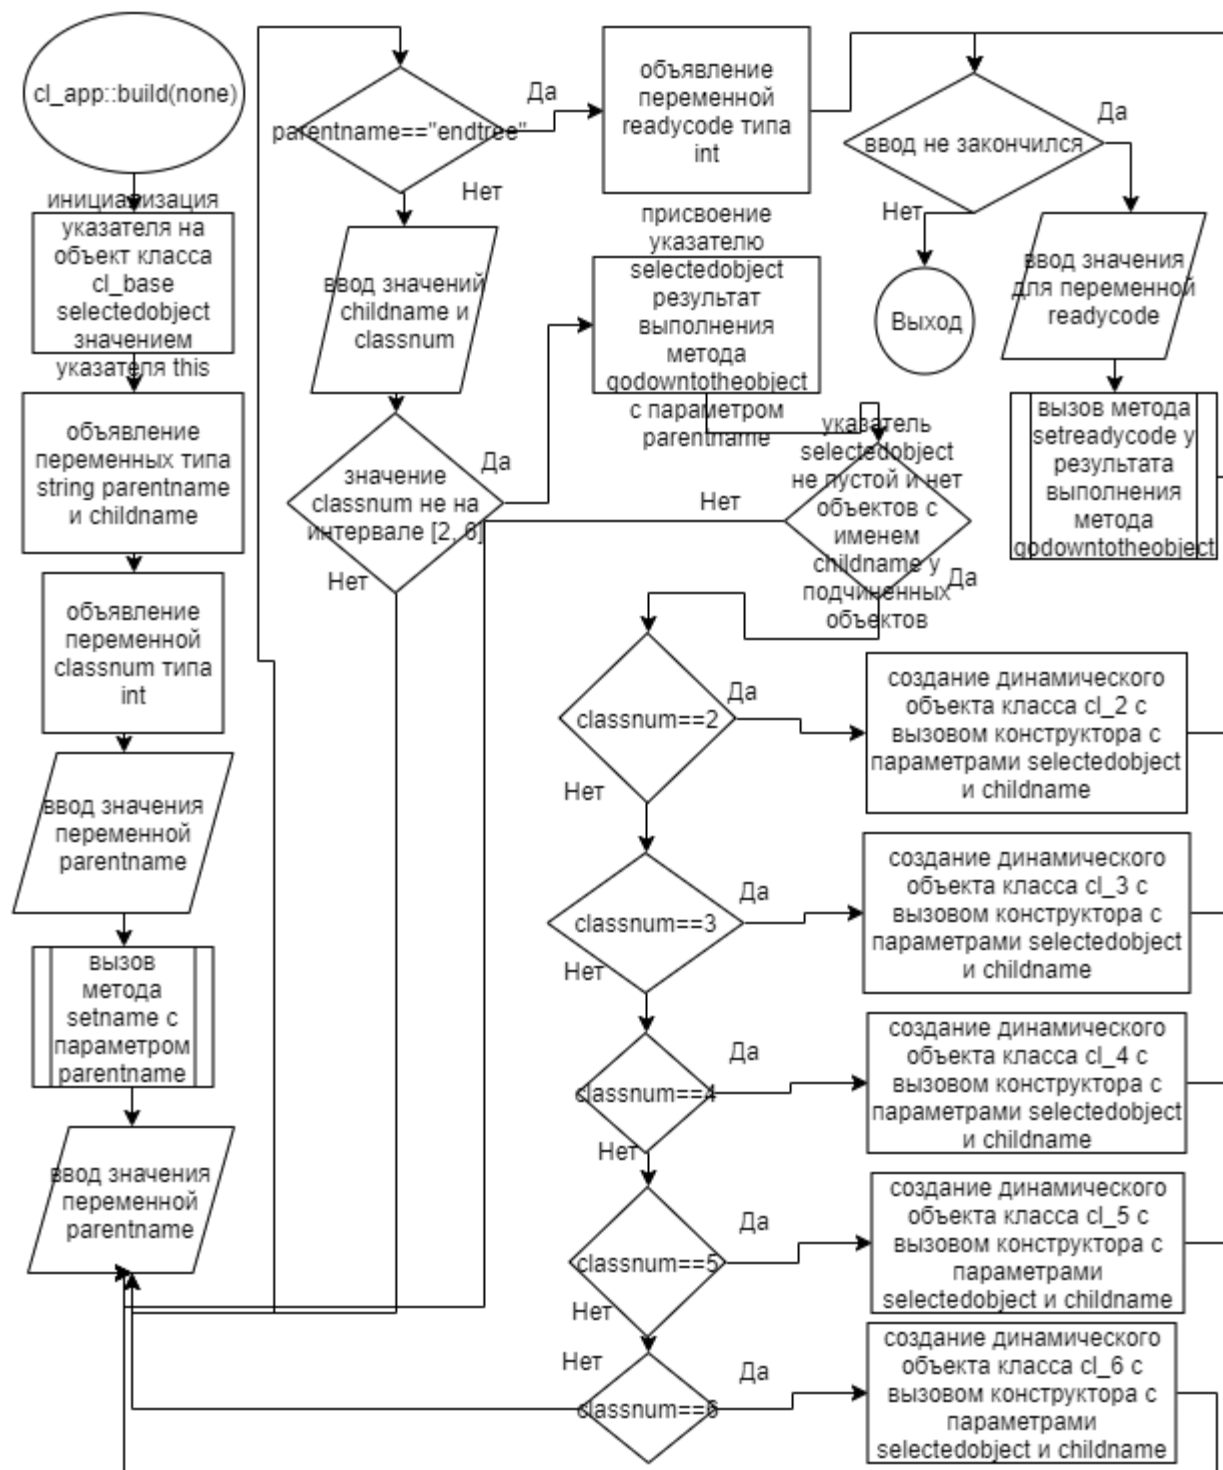 cl_app::build(none)
инициализация
указателя на
объект класса
cl_base
selectedobject
значением
указателя this
объявление
переменных типа
string parentname
и childname
объявление
переменной
classnum типа
int
ввод значения
переменной
parentname
вызов
метода
setname с
параметром
parentname
ввод значения
переменной
parentname
parentname=="endtree"
Да
Нет
объявление
переменной
readycode типа
int
ввод не закончился
Да
Нет
Выход
ввод значения
для переменной
readycode
вызов метода
setreadycode у
результата
выполнения
метода
godowntotheobject
ввод значений
childname и
classnum
значение
classnum не на
интервале [2, 6]
Да
Нет
присвоение
указателю
selectedobject
результат
выполнения
метода
godowntotheobject
с параметром
parentname
указатель
selectedobject
не пустой и нет
объектов с
именем
childname у
подчиненных
объектов
Нет
Да
classnum==2
Да
Нет
создание динамического
объекта класса cl_2 с
вызовом конструктора с
параметрами selectedobject
и childname
classnum==3
Да
Нет
создание динамического
объекта класса cl_3 с
вызовом конструктора с
параметрами selectedobject
и childname
classnum==4
Да
Нет
создание динамического
объекта класса cl_4 с
вызовом конструктора с
параметрами selectedobject
и childname
classnum==5
Да
Нет
создание динамического
объекта класса cl_5 с
вызовом конструктора с
параметрами
selectedobject и childname
classnum==6
Да
Нет
создание динамического
объекта класса cl_6 с
вызовом конструктора с
параметрами
selectedobject и childname